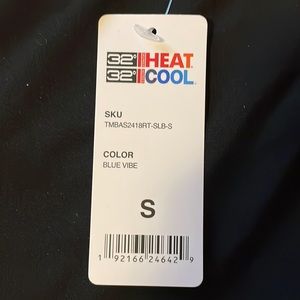 32° HEAT
32° COOL
SKU
TMBAS2418RT-SLB-S
COLOR
BLUE VIBE
S
1 92166 24642 9